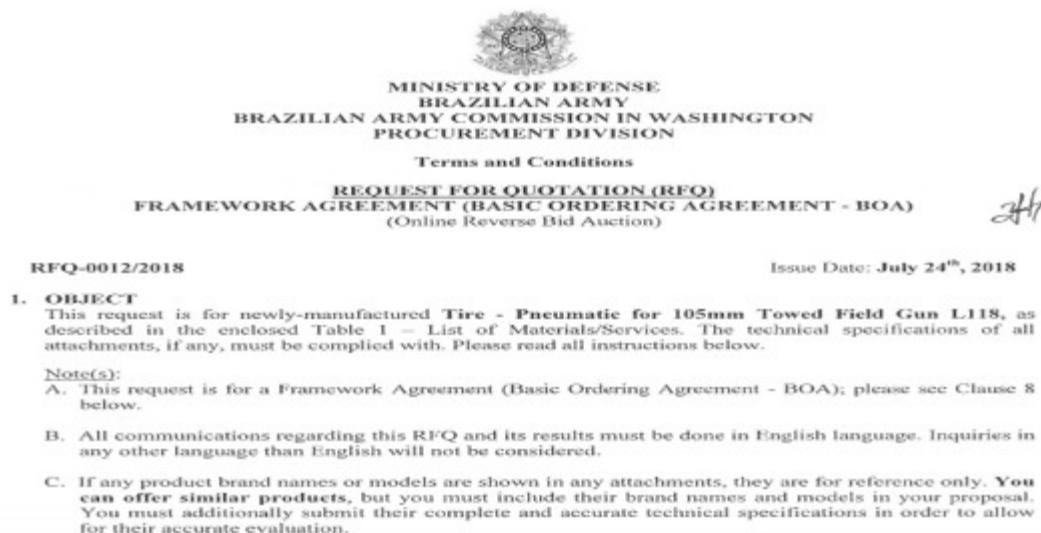 MINISTRY OF DEFENSE
BRAZILIAN ARMY
BRAZILIAN ARMY COMMISSION IN WASHINGTON
PROCUREMENT DIVISION
Terms and Conditions
REQUEST FOR QUOTATION (RFQ)
FRAMEWORK AGREEMENT (BASIC ORDERING AGREEMENT - BOA)
(Online Reverse Bid Auction)
RFQ-0012/2018 Issue Date: July 24th, 2018
1. OBJECT
This request is for newly-manufactured Tire - Pneumatic for 105mm Towed Field Gun L118, as
described in the enclosed Table 1 – List of Materials/Services. The technical specifications of all
attachments, if any, must be complied with. Please read all instructions below.
Note(s):
A. This request is for a Framework Agreement (Basic Ordering Agreement - BOA); please see Clause 8
below.
B. All communications regarding this RFQ and its results must be done in English language. Inquiries in
any other language than English will not be considered.
C. If any product brand names or models are shown in any attachments, they are for reference only. You
can offer similar products, but you must include their brand names and models in your proposal.
You must additionally submit their complete and accurate technical specifications in order to allow
for their accurate evaluation.